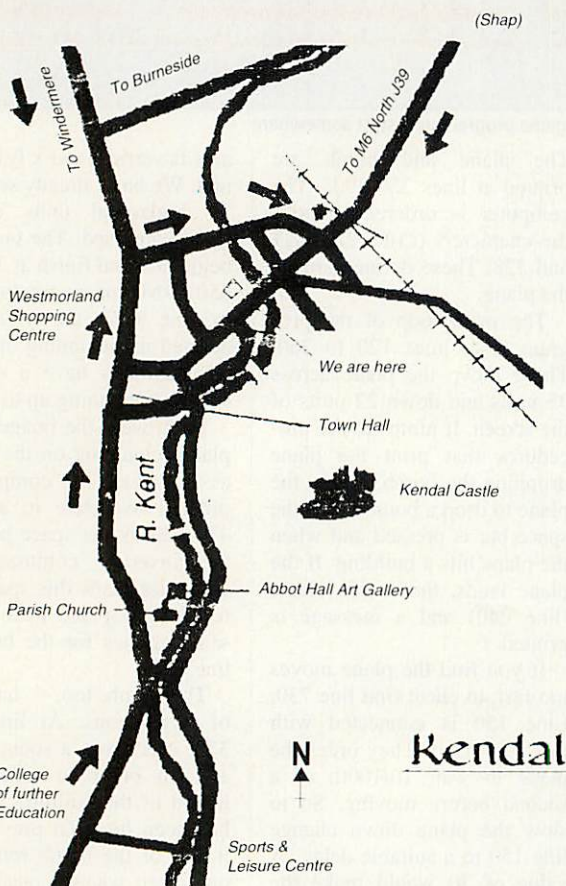 (Shap)
To Windermere
To Burneside
To M6 North J39
Westmorland
Shopping
Centre
We are here
Town Hall
R. Kent
Kendal Castle
Abbot Hall Art Gallery
Parish Church
Kendal
N
College
of further
Education
Sports &
Leisure Centre